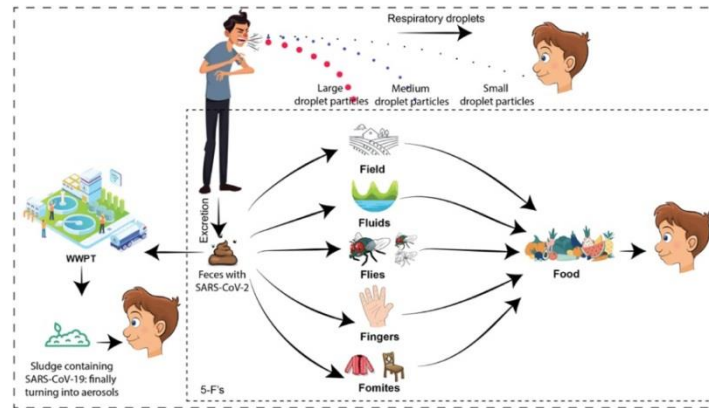 Respiratory droplets
Large
droplet particles
Medium
droplet particles
Small
droplet particles
Excretion
Field
Fluids
WWPT
Feces with
SARS-CoV-2
Flies
Food
Fingers
Sludge containing
SARS-CoV-19: finally
turning into aerosols
5-F's
Fomites